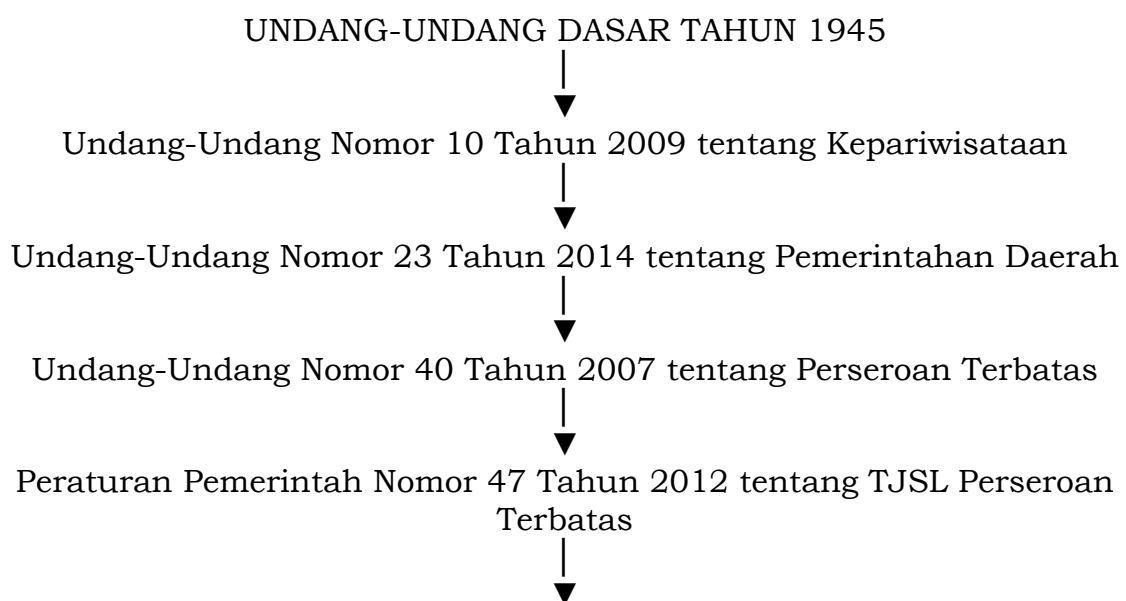 UNDANG-UNDANG DASAR TAHUN 1945
Undang-Undang Nomor 10 Tahun 2009 tentang Kepariwisataan
Undang-Undang Nomor 23 Tahun 2014 tentang Pemerintahan Daerah
Undang-Undang Nomor 40 Tahun 2007 tentang Perseroan Terbatas
Peraturan Pemerintah Nomor 47 Tahun 2012 tentang TJSL Perseroan
Terbatas